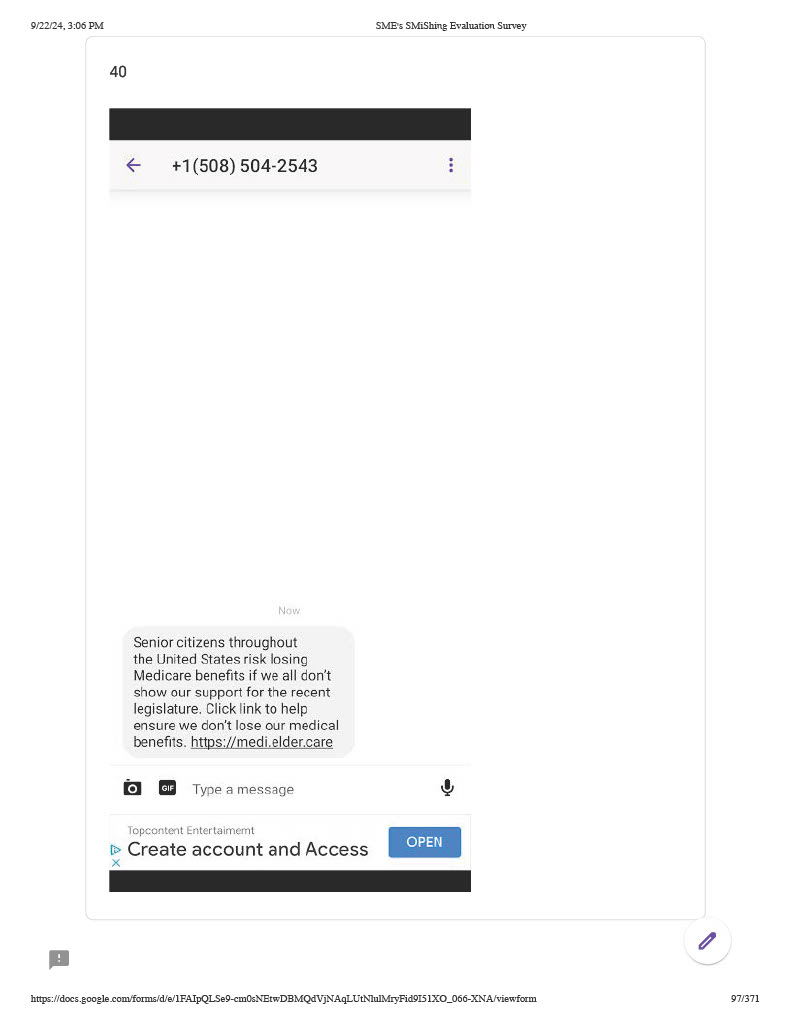 9/22/24, 3:06 PM
SME's SMiShing Evaluation Survey
40
+1(508) 504-2543
Now
Senior citizens throughout
the United States risk losing
Medicare benefits if we all don't
show our support for the recent
legislature. Click link to help
ensure we don't lose our medical
benefits. https://medi.elder.care
GIF
Type a message
Topcontent Entertaimemt
Create account and Access
OPEN
https://docs.google.com/forms/d/e/1FAIpQLSe9-cm0sNEtwDBMQdVjNAqLUtNlulMryFid9I51XO_066-XNA/viewform
97/371